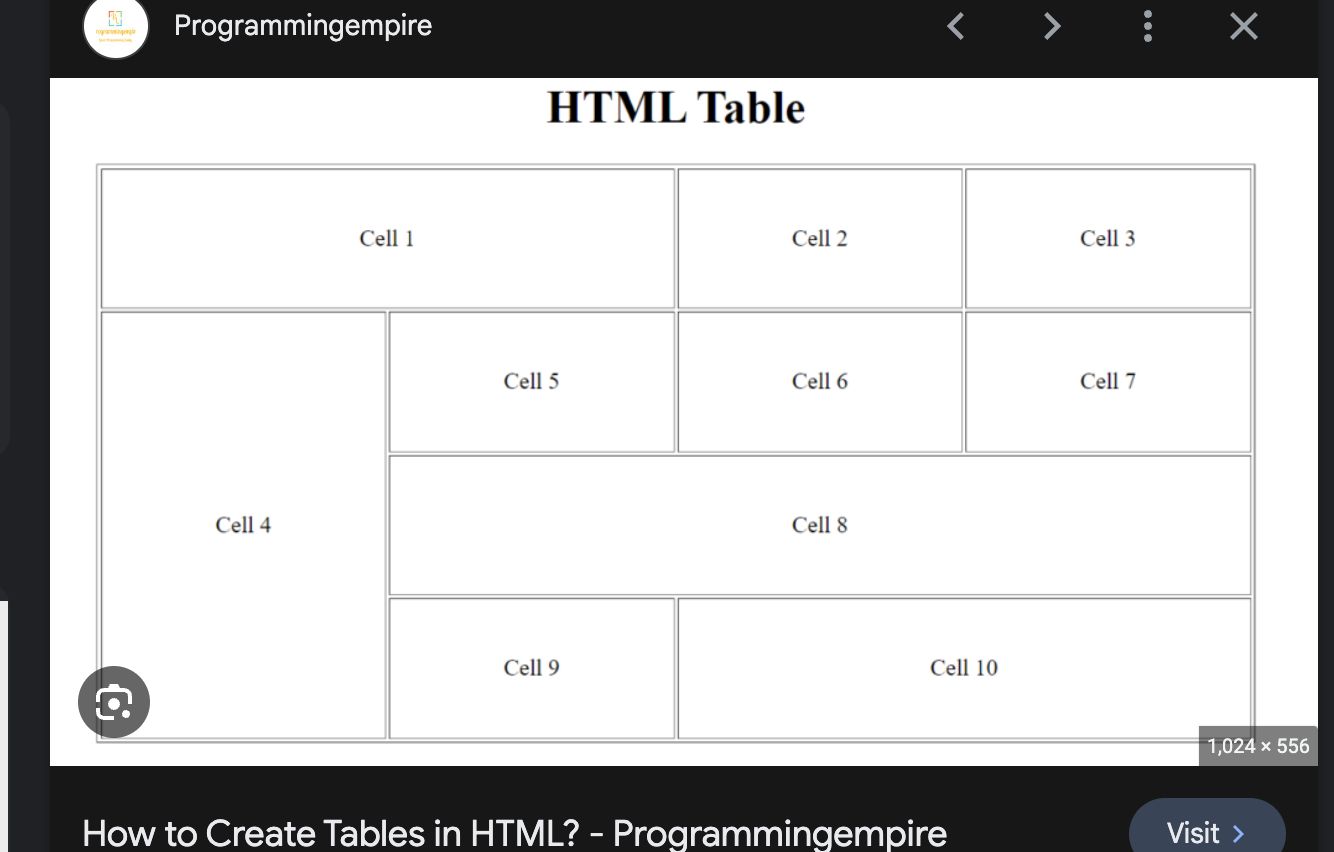 Programmingempire
HTML Table
Cell 1
Cell 2
Cell 3
Cell 4
Cell 5
Cell 6
Cell 7
Cell 8
Cell 9
Cell 10
1,024 × 556
How to Create Tables in HTML? - Programmingempire
Visit